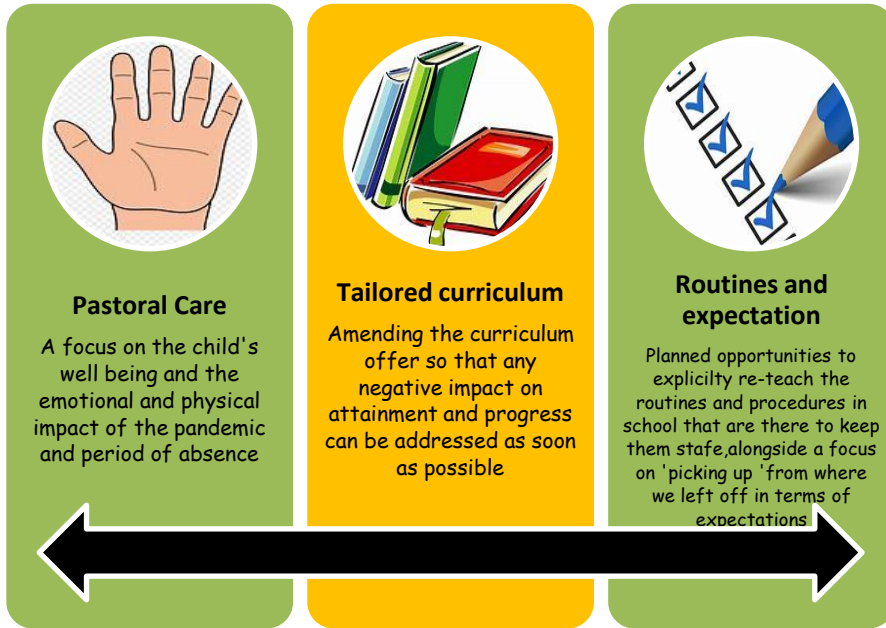 Pastoral Care
A focus on the child's
well being and the
emotional and physical
impact of the pandemic
and period of absence
Tailored curriculum
Amending the curriculum
offer so that any
negative impact on
attainment and progress
can be addressed as soon
as possible
Routines and
expectation
Planned opportunities to
explicilty re-teach the
routines and procedures in
school that are there to keep
them stafe,alongside a focus
on 'picking up 'from where
we left off in terms of
expectations